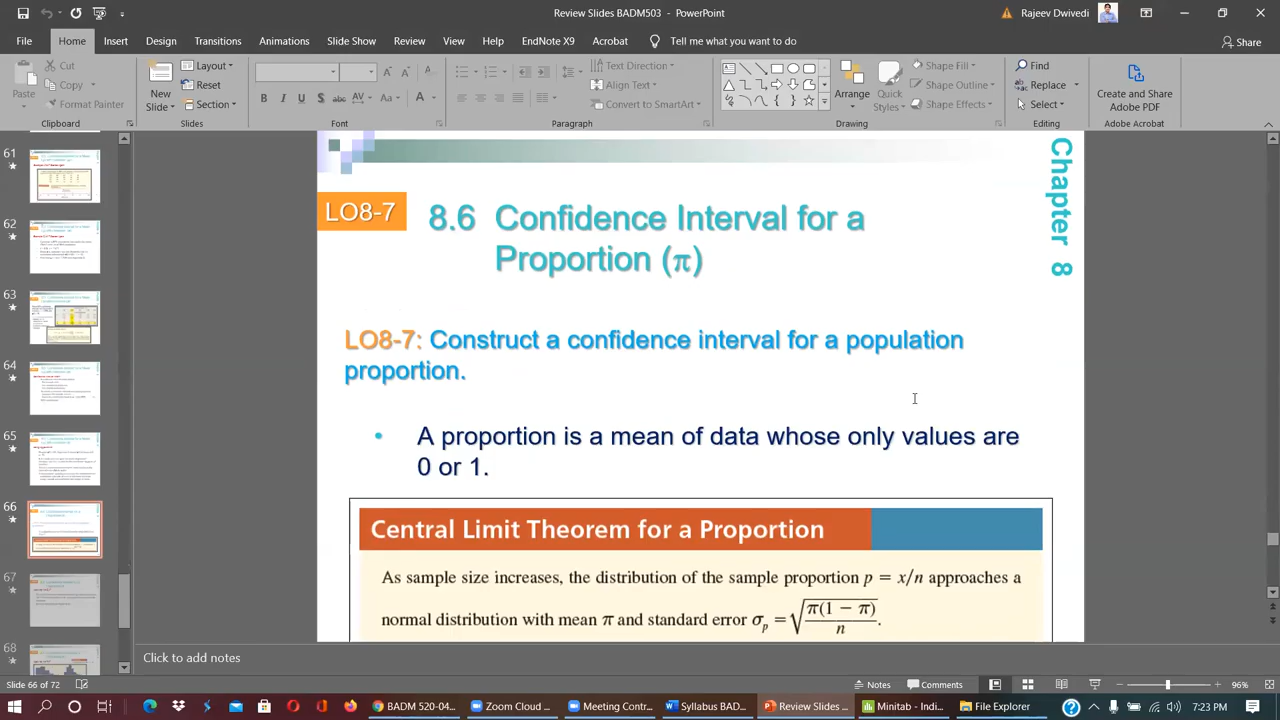 Review Slides BADM503 - PowerPoint
Rajeev Dwivedi
File Home Insert Design Transitions Animations Slide Show Review View Help EndNote X9 Acrobat Tell me what you want to do
Share
Paste
Cut
Copy
Format Painter
Clipboard
New Slide
Layout
Reset
Section
Slides
Font
Text Direction
Align Text
Convert to SmartArt
Paragraph
Arrange
Quick Styles
Shape Fill
Shape Outline
Shape Effects
Drawing
Find
Replace
Select
Editing
Create and Share Adobe PDF
Adobe Acrobat
61
62
63
64
65
66
67
68
Chapter 8
LO8-7
8.6 Confidence Interval for a
Proportion (π)
LO8-7: Construct a confidence interval for a population
proportion.
• A proportion is a mean of data whose only values are
0 or 1.
Central Limit Theorem for a Proportion
As sample size increases, the distribution of the sample proportion p = x/n approaches a
normal distribution with mean π and standard error σp = √(π(1 − π)/n).
Click to add notes
Slide 66 of 72
Notes
Comments
96%
BADM 520-04...
Zoom Cloud ...
Meeting Contr...
Syllabus BAD...
Review Slides ...
Minitab - Indi...
File Explorer
7:23 PM